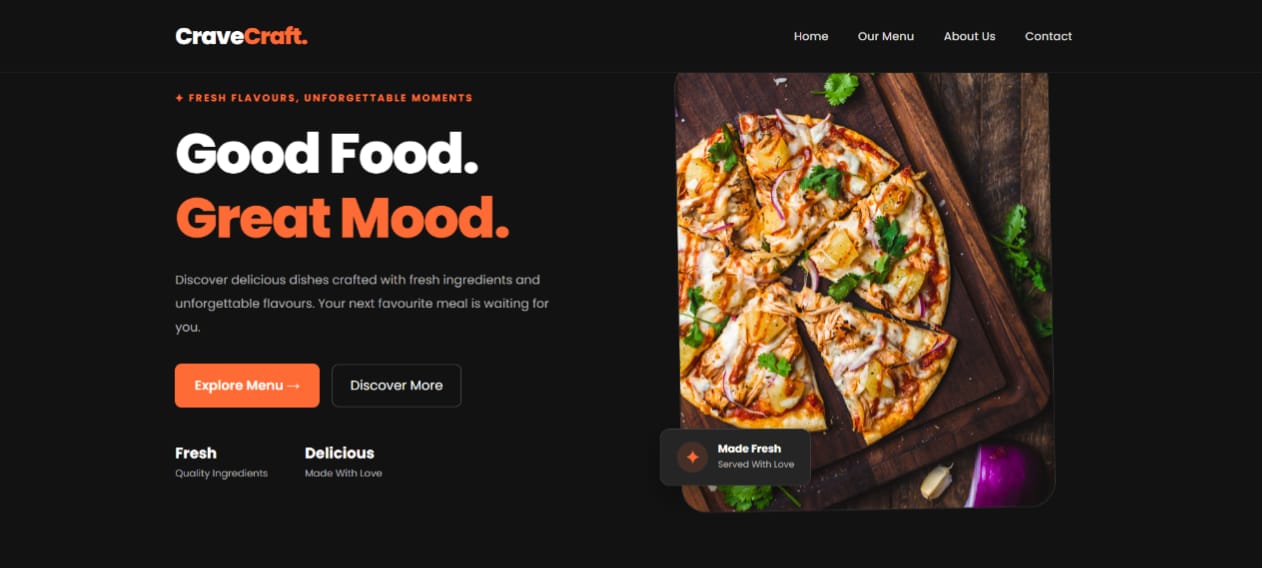 CraveCraft.
Home
Our Menu
About Us
Contact
✦ FRESH FLAVOURS, UNFORGETTABLE MOMENTS
Good Food.
Great Mood.
Discover delicious dishes crafted with fresh ingredients and
unforgettable flavours. Your next favourite meal is waiting for
you.
Explore Menu →
Discover More
Fresh
Quality Ingredients
Delicious
Made With Love
Made Fresh
Served With Love